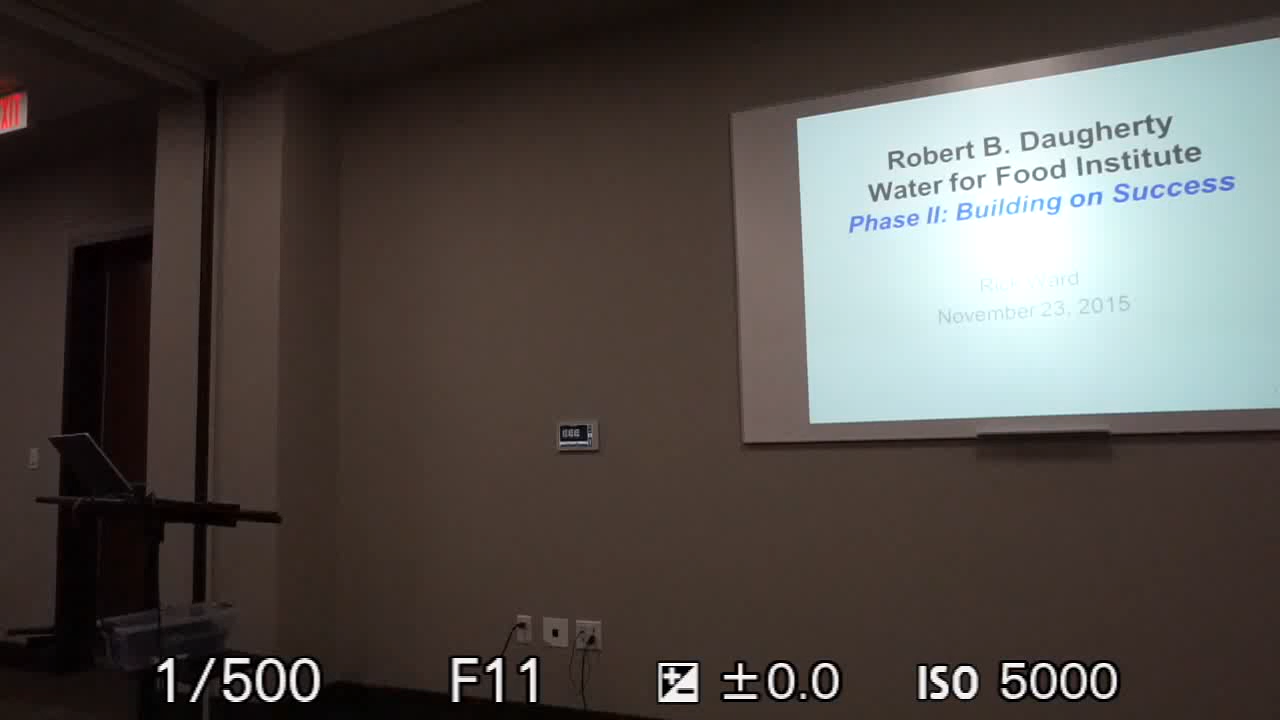 EXIT
Robert B. Daugherty
Water for Food Institute
Phase II: Building on Success
Rick Ward
November 23, 2015
1/500 F11 ±0.0 ISO 5000